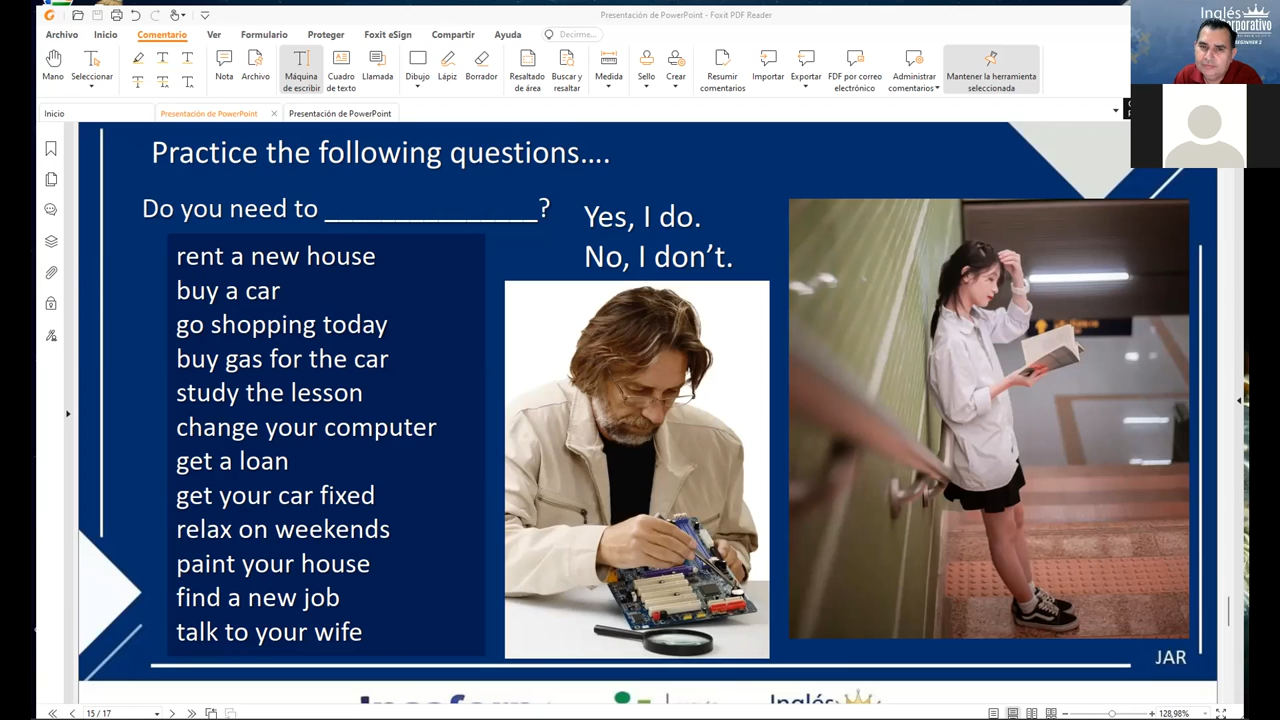 Presentación de PowerPoint - Foxit PDF Reader
Archivo Inicio Comentario Ver Formulario Proteger Foxit eSign Compartir Ayuda Decirme...
Mano Seleccionar Nota Archivo Máquina de escribir Cuadro de texto Llamada Dibujo Lápiz Borrador Resaltado de área Buscar y resaltar Medida Sello Crear Resumir comentarios Importar Exportar FDF por correo electrónico Administrar comentarios Mantener la herramienta seleccionada
Inicio Presentación de PowerPoint Presentación de PowerPoint
Inglés
Corporativo
BEGINNER 2
Practice the following questions....
Do you need to _______________?
Yes, I do.
No, I don't.
rent a new house
buy a car
go shopping today
buy gas for the car
study the lesson
change your computer
get a loan
get your car fixed
relax on weekends
paint your house
find a new job
talk to your wife
JAR
Inglés
15 / 17
128,98%